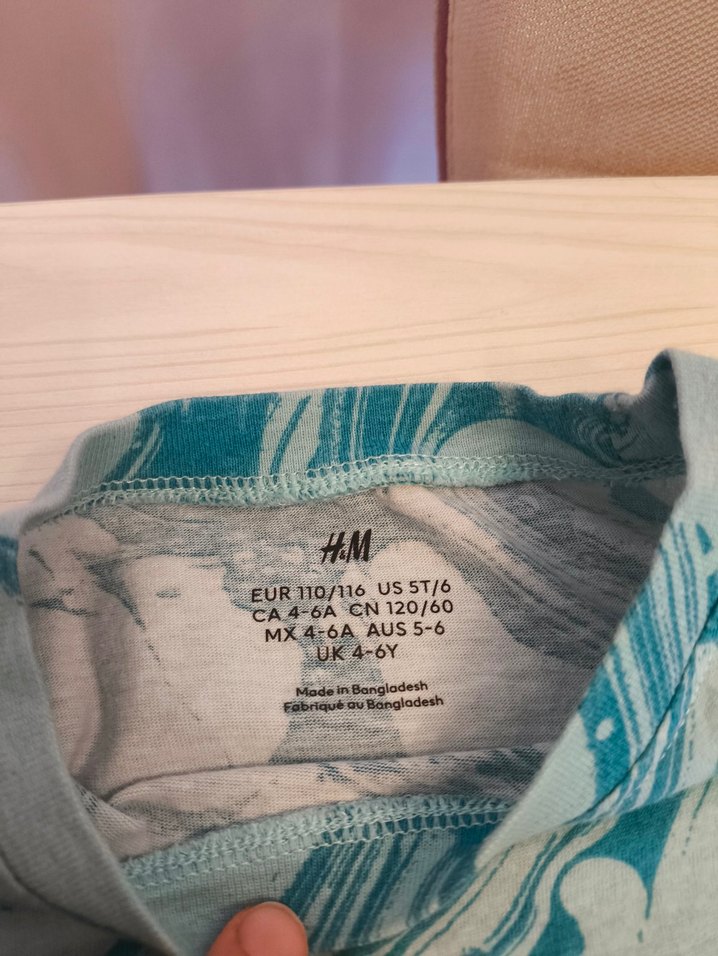 H&M
EUR 110/116 US 5T/6
CA 4-6A CN 120/60
MX 4-6A AUS 5-6
UK 4-6Y
Made in Bangladesh
Fabriqué au Bangladesh